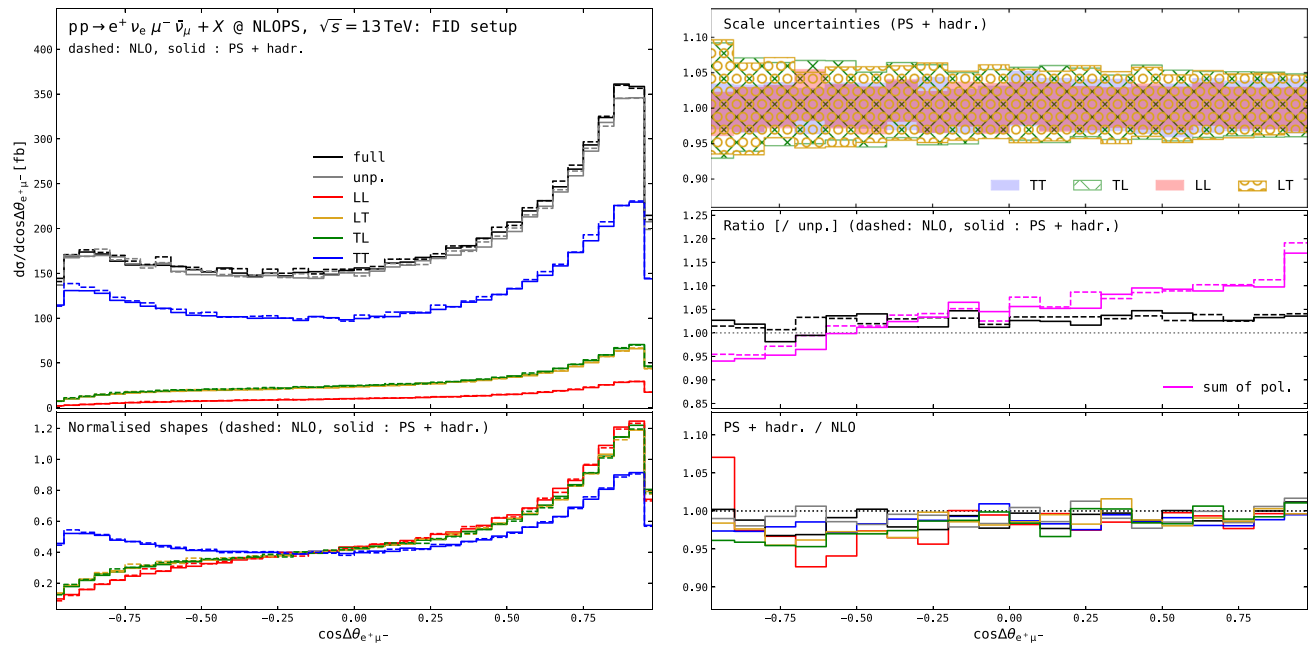 pp → e⁺ νₑ μ⁻ ν̄_μ + X @ NLOPS, √s = 13 TeV: FID setup
dashed: NLO, solid : PS + hadr.
400
350
300
250
200
150
100
50
0
dσ/dcosΔθ_{e⁺μ⁻} [fb]
full
unp.
LL
LT
TL
TT
Normalised shapes (dashed: NLO, solid : PS + hadr.)
1.2
1.0
0.8
0.6
0.4
0.2
−0.75
−0.50
−0.25
0.00
0.25
0.50
0.75
cosΔθ_{e⁺μ⁻}
Scale uncertainties (PS + hadr.)
1.10
1.05
1.00
0.95
0.90
TT
TL
LL
LT
Ratio [/ unp.] (dashed: NLO, solid : PS + hadr.)
1.25
1.20
1.15
1.10
1.05
1.00
0.95
0.90
0.85
sum of pol.
PS + hadr. / NLO
1.10
1.05
1.00
0.95
0.90
−0.75
−0.50
−0.25
0.00
0.25
0.50
0.75
cosΔθ_{e⁺μ⁻}